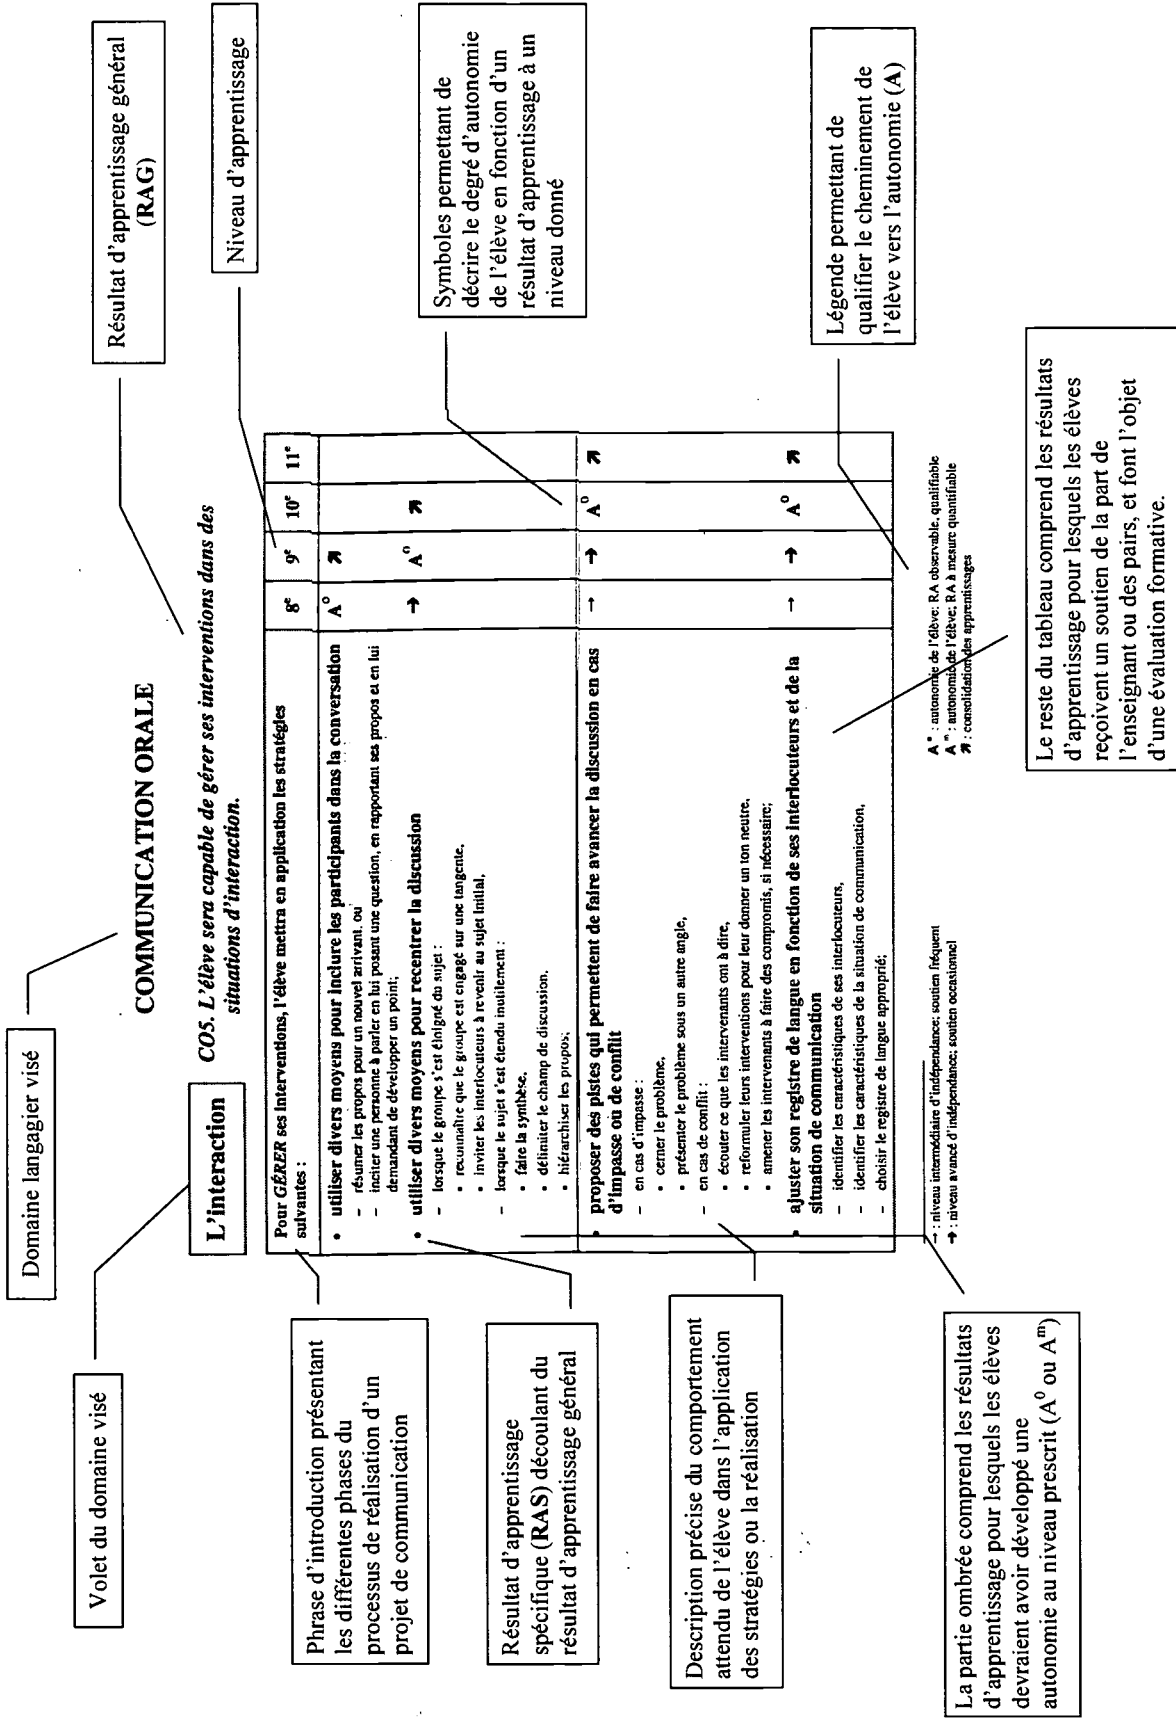 Domaine langagier visé
Volet du domaine visé
Résultat d'apprentissage général
(RAG)
Niveau d'apprentissage
COMMUNICATION ORALE
L'interaction
CO5. L'élève sera capable de gérer ses interventions dans des
situations d'interaction.
Pour GÉRER ses interventions, l'élève mettra en application les stratégies
suivantes :
8e 9e 10e 11e
• utiliser divers moyens pour inclure les participants dans la conversation A° ↗
– résumer les propos pour un nouvel arrivant, ou
– inciter une personne à parler en lui posant une question, en rapportant ses propos et en lui
demandant de développer un point;
• utiliser divers moyens pour recentrer la discussion ➔ A° ↗
– lorsque le groupe s'est éloigné du sujet :
• reconnaître que le groupe est engagé sur une tangente,
• inviter les interlocuteurs à revenir au sujet initial,
– lorsque le sujet s'est étendu inutilement :
• faire la synthèse,
• délimiter le champ de discussion,
• hiérarchiser les propos;
• proposer des pistes qui permettent de faire avancer la discussion en cas → ➔ A° ↗
d'impasse ou de conflit
– en cas d'impasse :
• cerner le problème,
• présenter le problème sous un autre angle,
– en cas de conflit :
• écouter ce que les intervenants ont à dire,
• reformuler leurs interventions pour leur donner un ton neutre,
• amener les intervenants à faire des compromis, si nécessaire;
• ajuster son registre de langue en fonction de ses interlocuteurs et de la → ➔ A° ↗
situation de communication
– identifier les caractéristiques de ses interlocuteurs,
– identifier les caractéristiques de la situation de communication,
– choisir le registre de langue approprié;
→ : niveau intermédiaire d'indépendance; soutien fréquent
➔ : niveau avancé d'indépendance; soutien occasionnel
A° : autonomie de l'élève; RA observable, qualifiable
Aᵐ : autonomie de l'élève; RA à mesure quantifiable
↗ : consolidation des apprentissages
Phrase d'introduction présentant
les différentes phases du
processus de réalisation d'un
projet de communication
Résultat d'apprentissage
spécifique (RAS) découlant du
résultat d'apprentissage général
Description précise du comportement
attendu de l'élève dans l'application
des stratégies ou la réalisation
La partie ombrée comprend les résultats
d'apprentissage pour lesquels les élèves
devraient avoir développé une
autonomie au niveau prescrit (A⁰ ou Aᵐ)
Symboles permettant de
décrire le degré d'autonomie
de l'élève en fonction d'un
résultat d'apprentissage à un
niveau donné
Légende permettant de
qualifier le cheminement de
l'élève vers l'autonomie (A)
Le reste du tableau comprend les résultats
d'apprentissage pour lesquels les élèves
reçoivent un soutien de la part de
l'enseignant ou des pairs, et font l'objet
d'une évaluation formative.